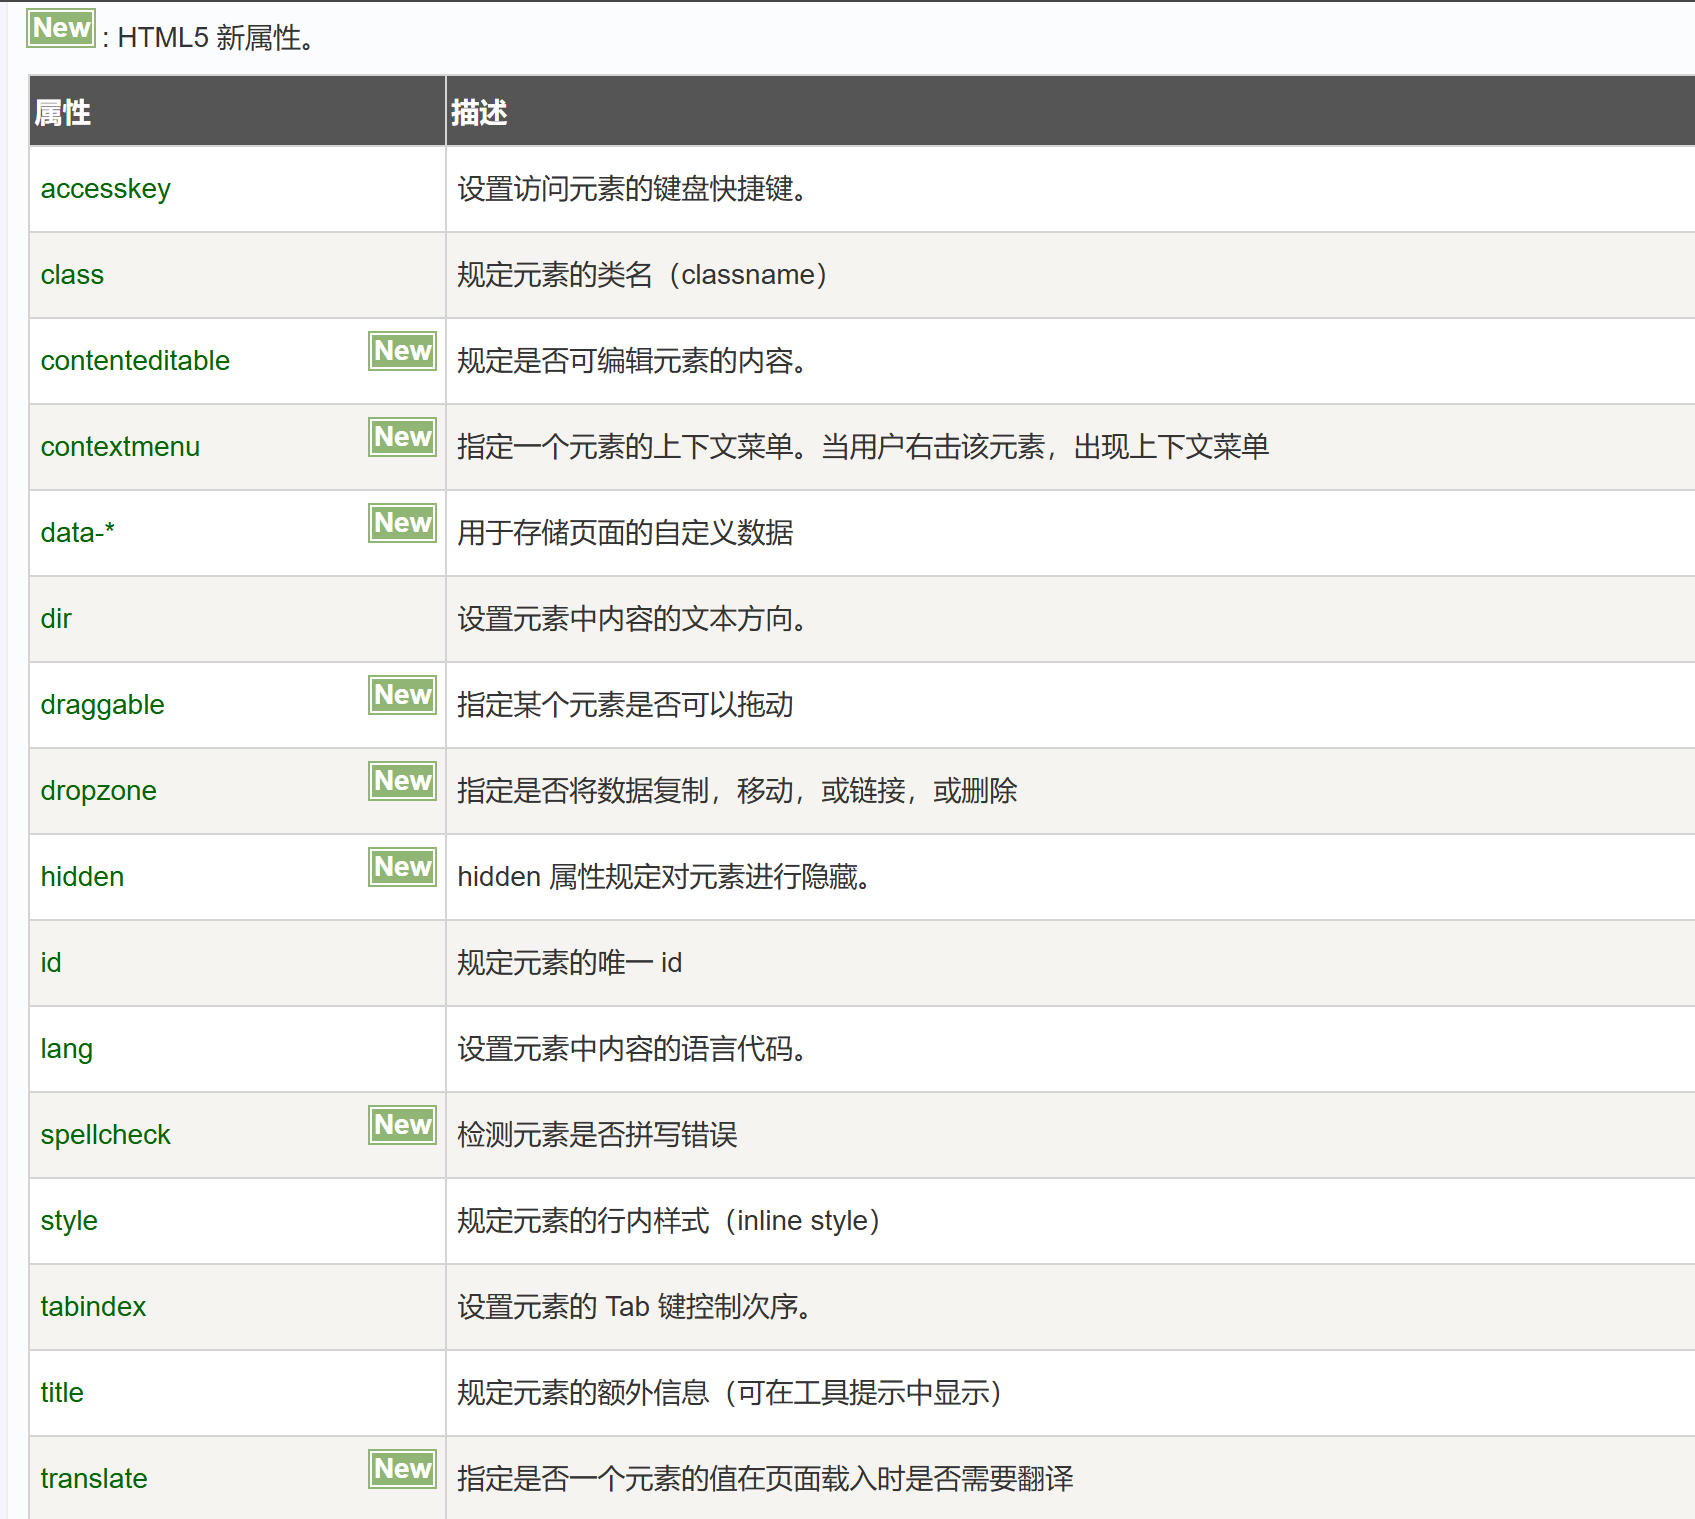 New : HTML5 新属性。
属性 描述
accesskey 设置访问元素的键盘快捷键。
class 规定元素的类名（classname）
contenteditable New 规定是否可编辑元素的内容。
contextmenu New 指定一个元素的上下文菜单。当用户右击该元素，出现上下文菜单
data-* New 用于存储页面的自定义数据
dir 设置元素中内容的文本方向。
draggable New 指定某个元素是否可以拖动
dropzone New 指定是否将数据复制，移动，或链接，或删除
hidden New hidden 属性规定对元素进行隐藏。
id 规定元素的唯一 id
lang 设置元素中内容的语言代码。
spellcheck New 检测元素是否拼写错误
style 规定元素的行内样式（inline style）
tabindex 设置元素的 Tab 键控制次序。
title 规定元素的额外信息（可在工具提示中显示）
translate New 指定是否一个元素的值在页面载入时是否需要翻译